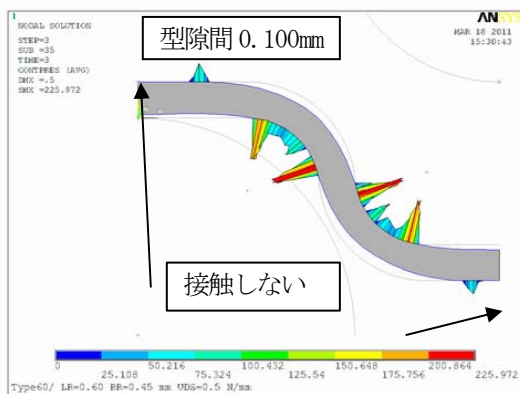 1
NODAL SOLUTION
STEP=3
SUB =35
TIME=3
CONTPRES (AVG)
DMX =.5
SMX =225.972
型隙間0.100mm
ANSYS
MAR 18 2011
15:30:43
接触しない
0
25.108
50.216
75.324
100.432
125.54
150.648
175.756
200.864
225.972
Type60/ LR=0.60 RR=0.45 mm UDS=0.5 N/mm